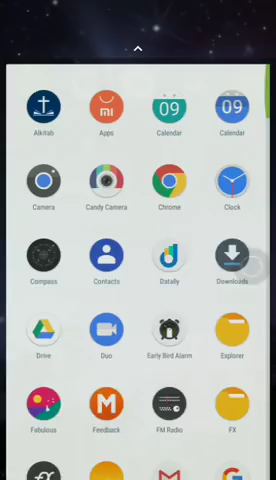 Alkitab Apps Calendar Calendar
09 09
Camera Candy Camera Chrome Clock
Compass Contacts Datally Downloads
Drive Duo Early Bird Alarm Explorer
Fabulous Feedback FM Radio FX